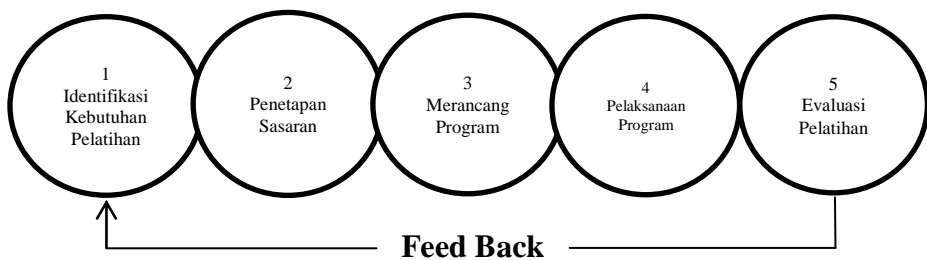 1
Identifikasi
Kebutuhan
Pelatihan
2
Penetapan
Sasaran
3
Merancang
Program
4
Pelaksanaan
Program
5
Evaluasi
Pelatihan
Feed Back